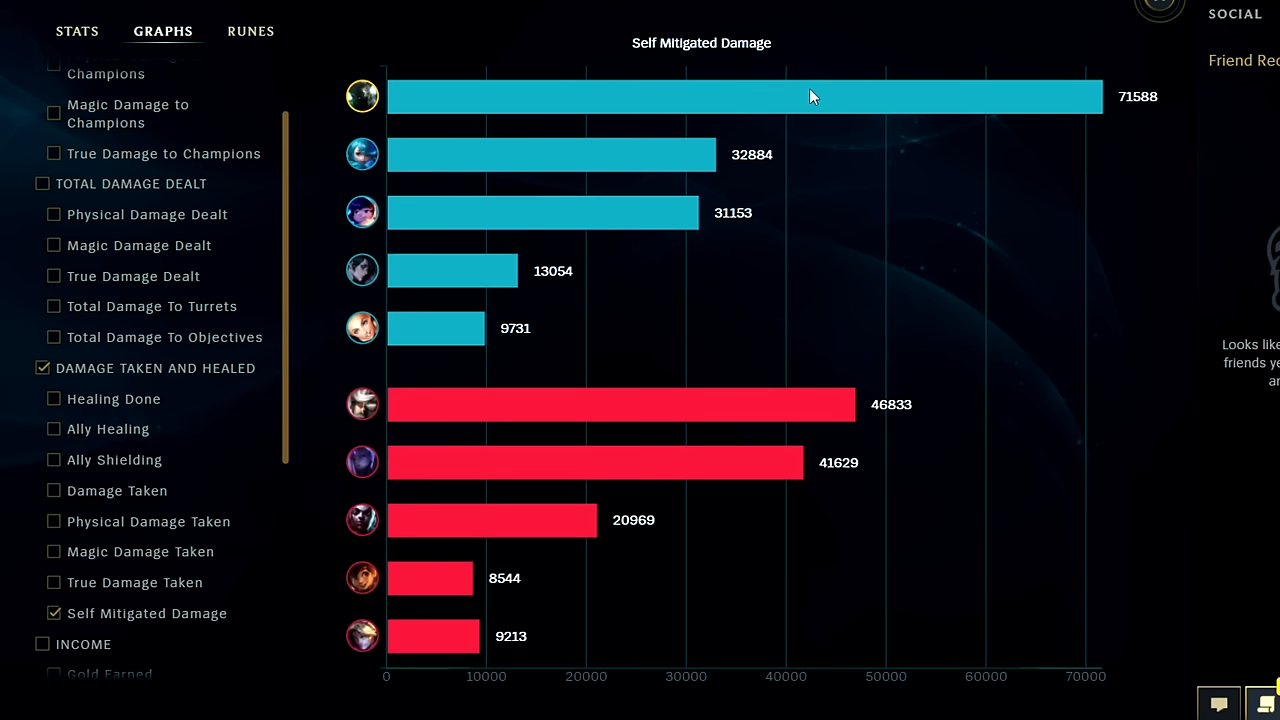 STATS GRAPHS RUNES
SOCIAL
Self Mitigated Damage
Friend Rec
Champions
Magic Damage to
Champions
True Damage to Champions
TOTAL DAMAGE DEALT
Physical Damage Dealt
Magic Damage Dealt
True Damage Dealt
Total Damage To Turrets
Total Damage To Objectives
DAMAGE TAKEN AND HEALED
Healing Done
Ally Healing
Ally Shielding
Damage Taken
Physical Damage Taken
Magic Damage Taken
True Damage Taken
Self Mitigated Damage
INCOME
Gold Earned
71588
32884
31153
13054
9731
46833
41629
20969
8544
9213
0 10000 20000 30000 40000 50000 60000 70000
Looks like
friends ye